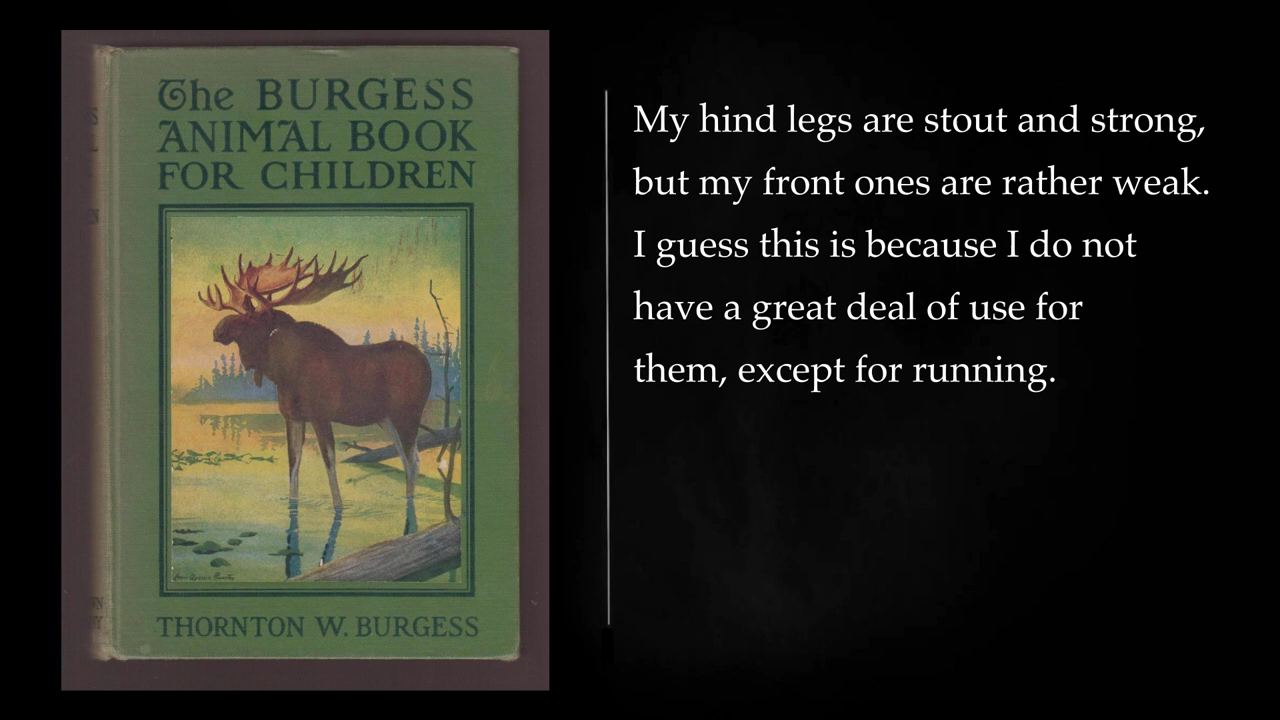 The BURGESS
ANIMAL BOOK
FOR CHILDREN
THORNTON W. BURGESS
My hind legs are stout and strong,
but my front ones are rather weak.
I guess this is because I do not
have a great deal of use for
them, except for running.